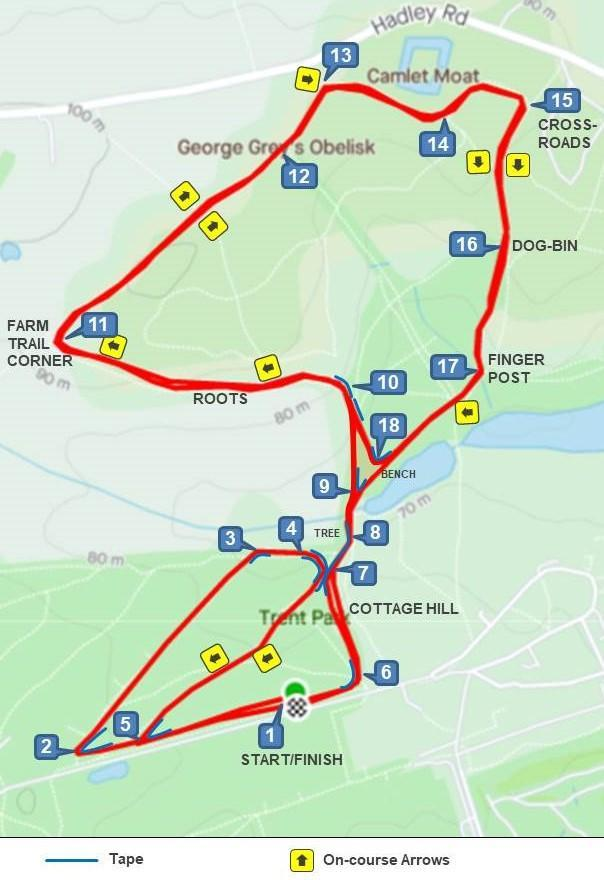 Hadley Rd
90 m
13
Camlet Moat
15
CROSS-
ROADS
100 m
14
George Grey's Obelisk
12
16
DOG-BIN
11
FARM
TRAIL
CORNER
90 m
17
FINGER
POST
10
ROOTS
80 m
18
BENCH
9
70 m
TREE
8
4
3
80 m
7
COTTAGE HILL
Trent Park
6
5
2
1
START/FINISH
Tape
On-course Arrows